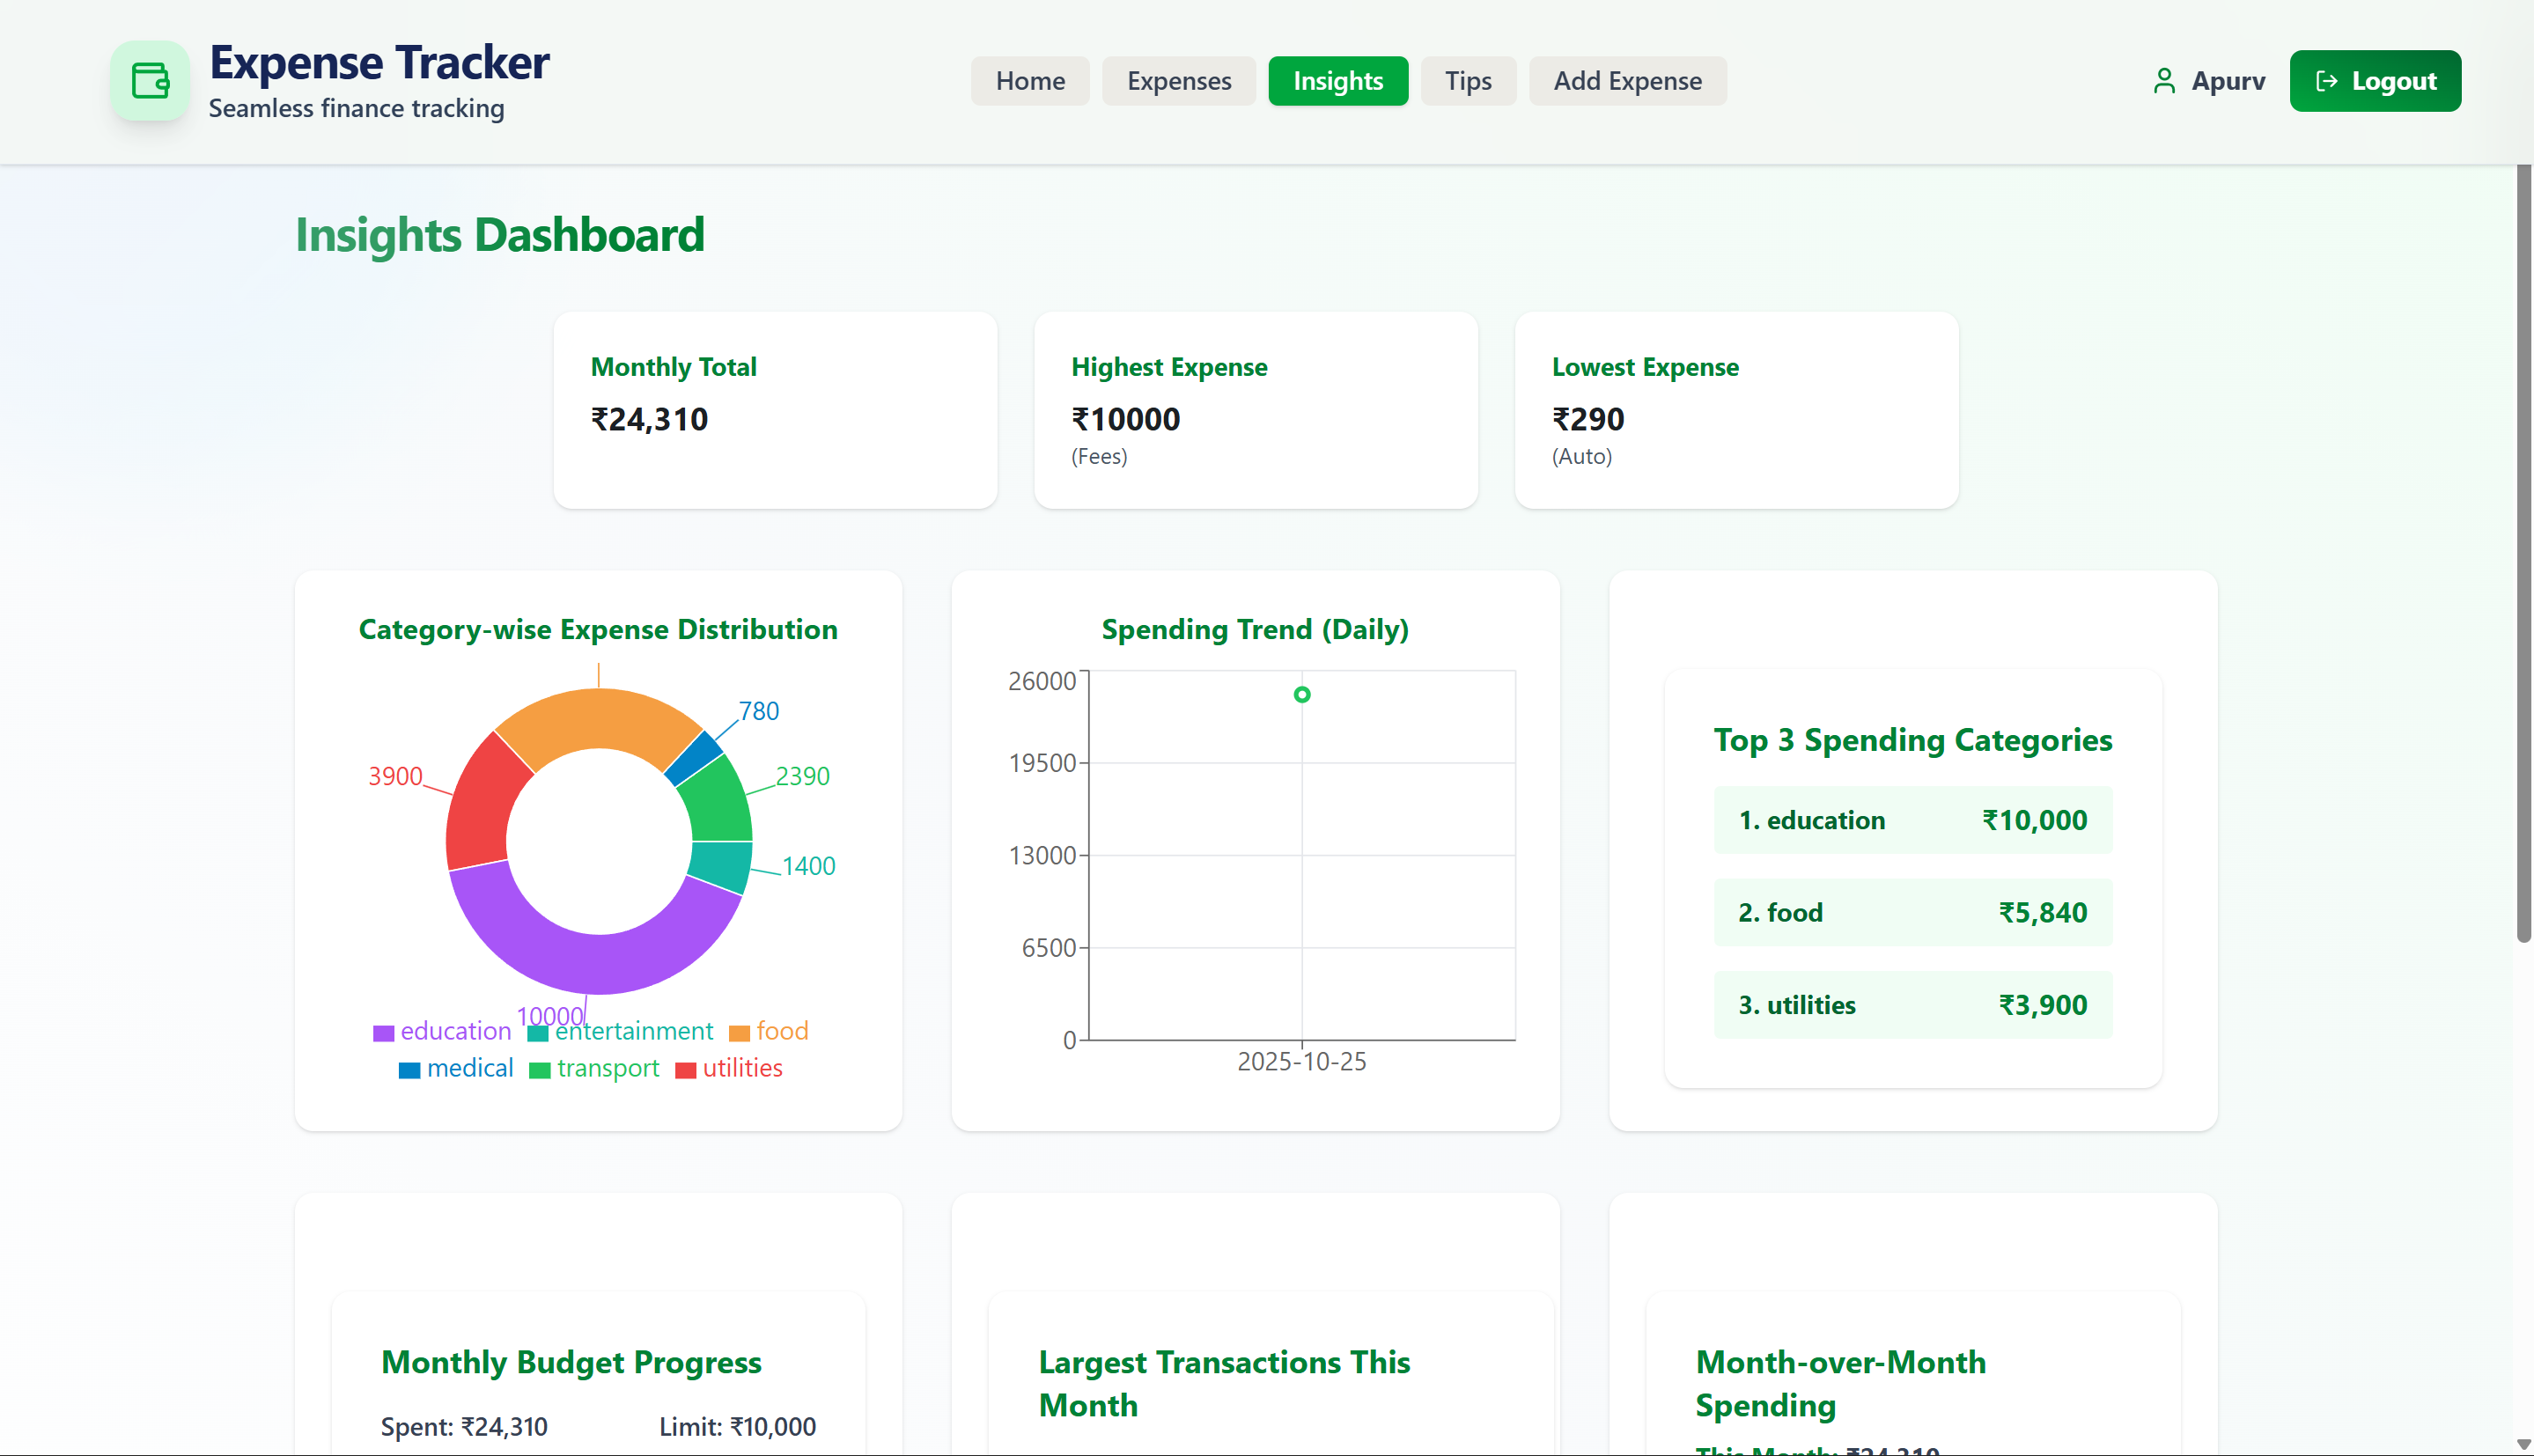 Expense Tracker
Seamless finance tracking
Home
Expenses
Insights
Tips
Add Expense
Apurv
Logout
Insights Dashboard
Monthly Total
₹24,310
Highest Expense
₹10000
(Fees)
Lowest Expense
₹290
(Auto)
Category-wise Expense Distribution
780
3900
2390
1400
10000
education
entertainment
food
medical
transport
utilities
Spending Trend (Daily)
26000
19500
13000
6500
0
2025-10-25
Top 3 Spending Categories
1. education ₹10,000
2. food ₹5,840
3. utilities ₹3,900
Monthly Budget Progress
Spent: ₹24,310 Limit: ₹10,000
Largest Transactions This
Month
Month-over-Month
Spending
This Month: ₹24,310